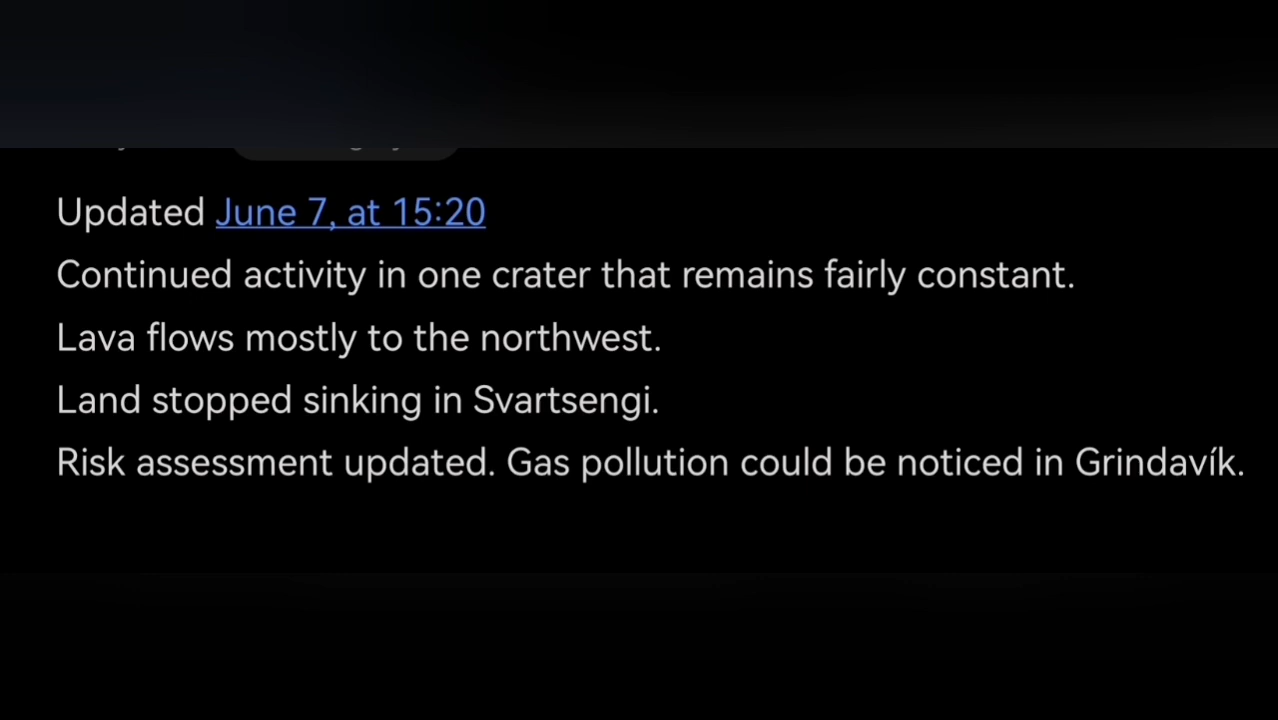 Updated June 7, at 15:20
Continued activity in one crater that remains fairly constant.
Lava flows mostly to the northwest.
Land stopped sinking in Svartsengi.
Risk assessment updated. Gas pollution could be noticed in Grindavík.